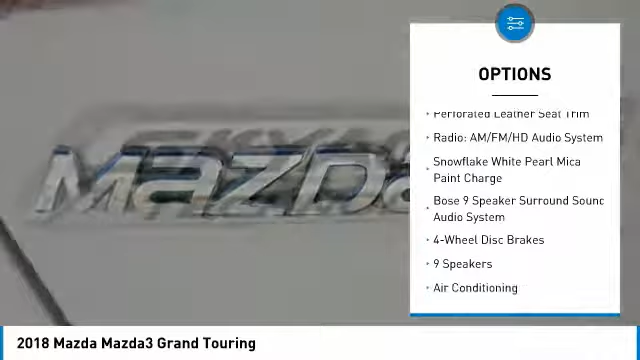 MAZDA
OPTIONS
Perforated Leather Seat Trim
Radio: AM/FM/HD Audio System
Snowflake White Pearl Mica
Paint Charge
Bose 9 Speaker Surround Sound
Audio System
4-Wheel Disc Brakes
9 Speakers
Air Conditioning
2018 Mazda Mazda3 Grand Touring